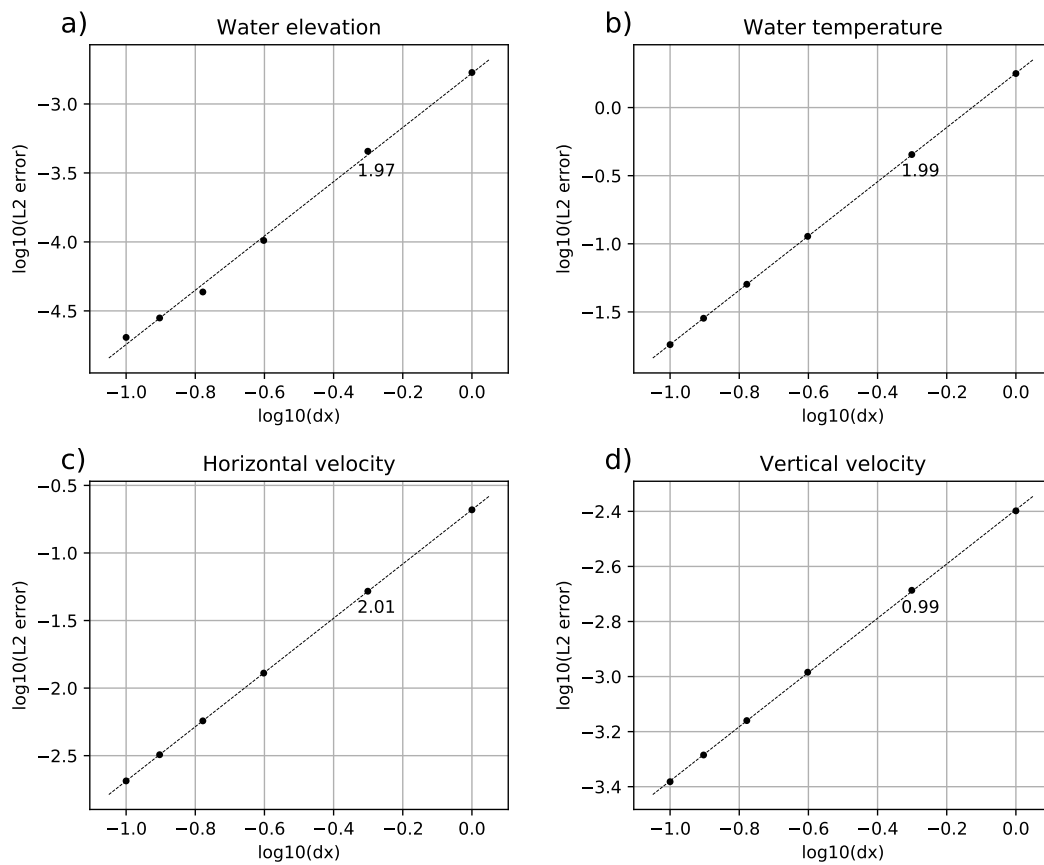 a)
Water elevation
−3.0
−3.5
−4.0
−4.5
log10(L2 error)
1.97
−1.0 −0.8 −0.6 −0.4 −0.2 0.0
log10(dx)
b)
Water temperature
0.0
−0.5
−1.0
−1.5
log10(L2 error)
1.99
−1.0 −0.8 −0.6 −0.4 −0.2 0.0
log10(dx)
c)
Horizontal velocity
−0.5
−1.0
−1.5
−2.0
−2.5
log10(L2 error)
2.01
−1.0 −0.8 −0.6 −0.4 −0.2 0.0
log10(dx)
d)
Vertical velocity
−2.4
−2.6
−2.8
−3.0
−3.2
−3.4
log10(L2 error)
0.99
−1.0 −0.8 −0.6 −0.4 −0.2 0.0
log10(dx)